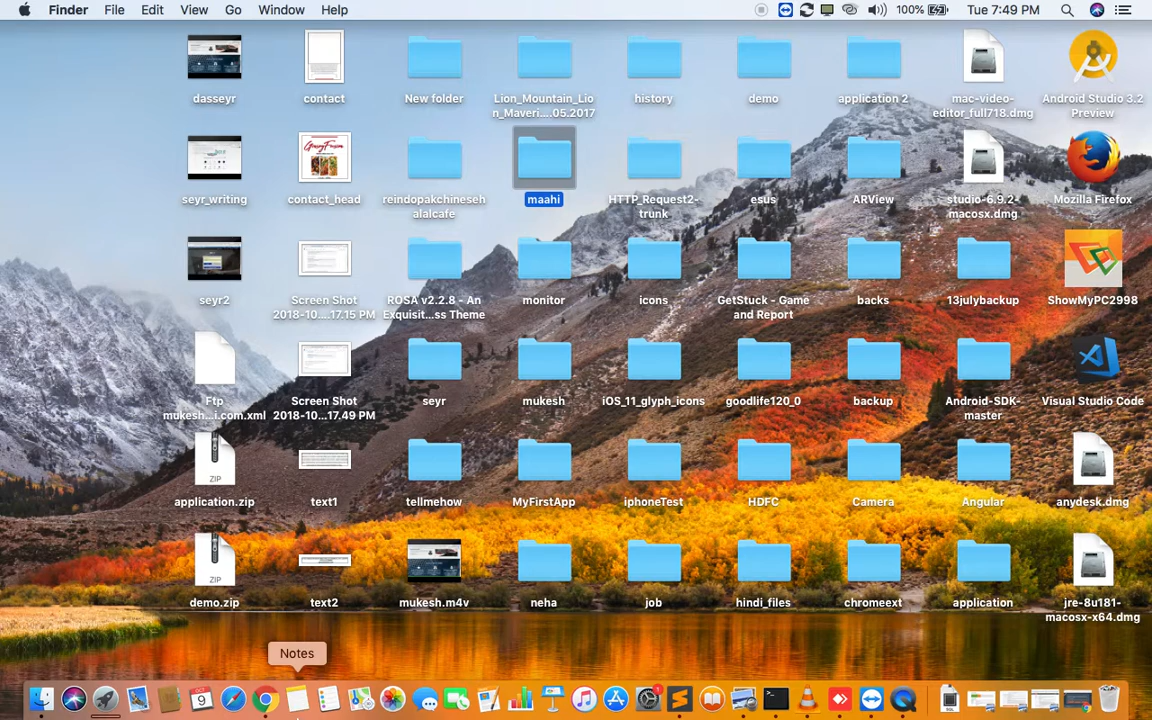 Finder File Edit View Go Window Help 100% Tue 7:49 PM
dasseyr contact New folder Lion_Mountain_Lio history demo application 2 mac-video- Android Studio 3.2
n_Maveri....05.2017 editor_full718.dmg Preview
seyr_writing contact_head reindopakchineseh maahi HTTP_Request2- esus ARView studio-6.9.2- Mozilla Firefox
alalcafe trunk macosx.dmg
seyr2 Screen Shot ROSA v2.2.8 - An monitor icons GetStuck - Game backs 13julybackup ShowMyPC2998
2018-10....17.15 PM Exquisit...ss Theme and Report
Ftp Screen Shot seyr mukesh iOS_11_glyph_icons goodlife120_0 backup Android-SDK- Visual Studio Code
mukesh...i.com.xml 2018-10...17.49 PM master
ZIP
application.zip text1 tellmehow MyFirstApp iphoneTest HDFC Camera Angular anydesk.dmg
ZIP
demo.zip text2 mukesh.m4v neha job hindi_files chromeext application jre-8u181-
macosx-x64.dmg
Notes
OCT
9